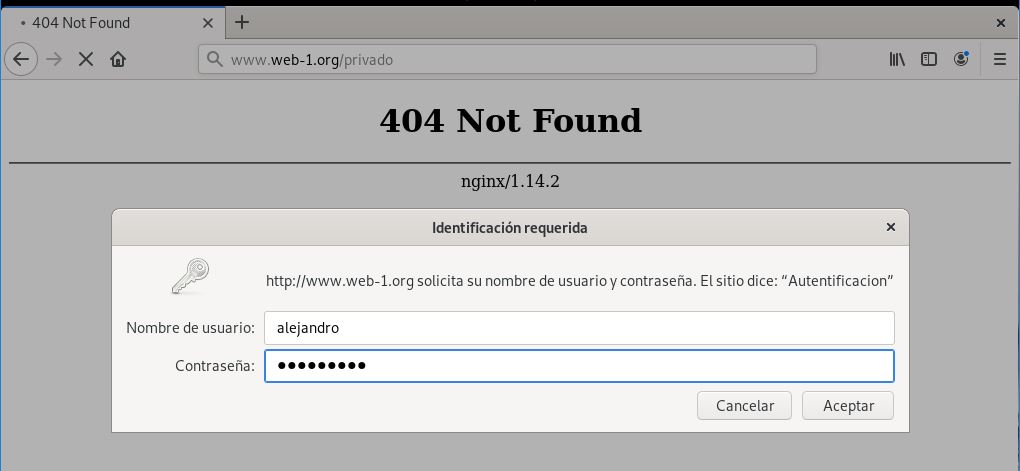 404 Not Found
www.web-1.org/privado
404 Not Found
nginx/1.14.2
Identificación requerida
http://www.web-1.org solicita su nombre de usuario y contraseña. El sitio dice: “Autentificacion”
Nombre de usuario: alejandro
Contraseña: •••••••••
Cancelar Aceptar